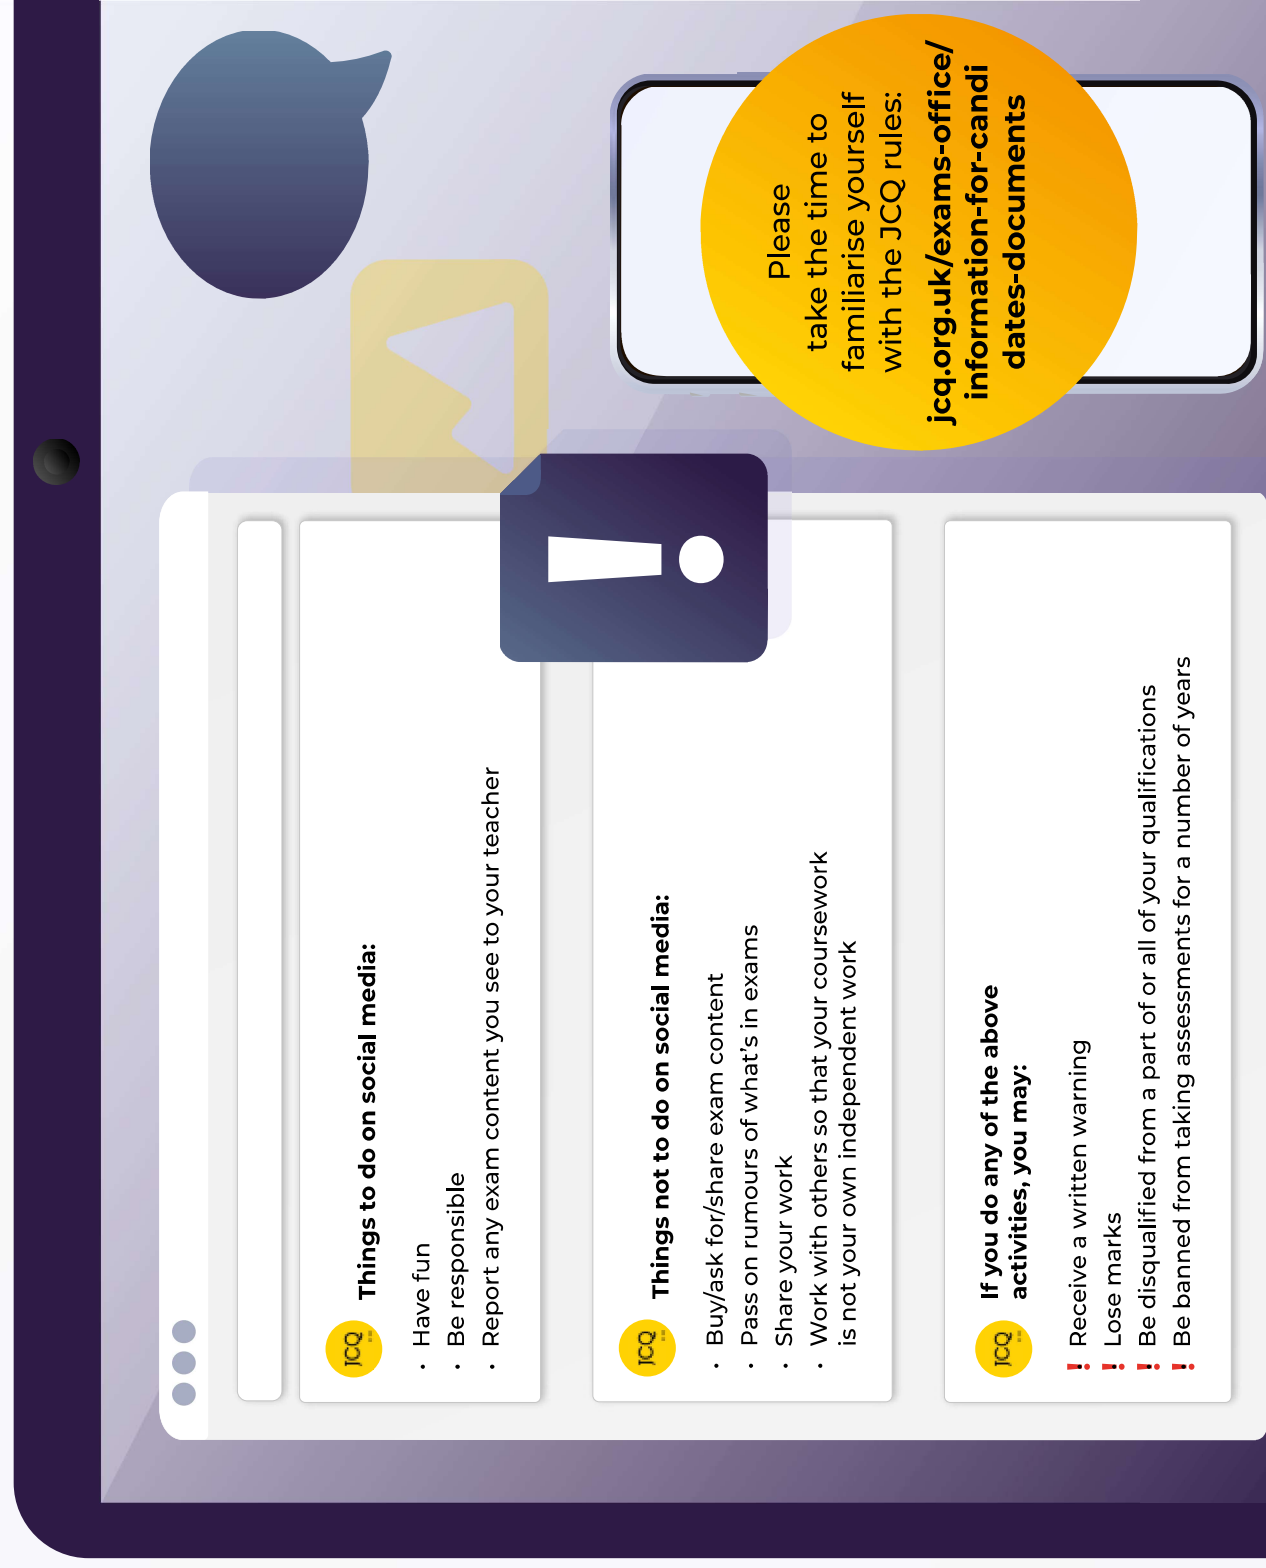 JCQ
Things to do on social media:
· Have fun
· Be responsible
· Report any exam content you see to your teacher
JCQ
Things not to do on social media:
· Buy/ask for/share exam content
· Pass on rumours of what's in exams
· Share your work
· Work with others so that your coursework
is not your own independent work
JCQ
If you do any of the above
activities, you may:
! Receive a written warning
! Lose marks
! Be disqualified from a part of or all of your qualifications
! Be banned from taking assessments for a number of years
!
Please
take the time to
familiarise yourself
with the JCQ rules:
jcq.org.uk/exams-office/
information-for-candi
dates-documents